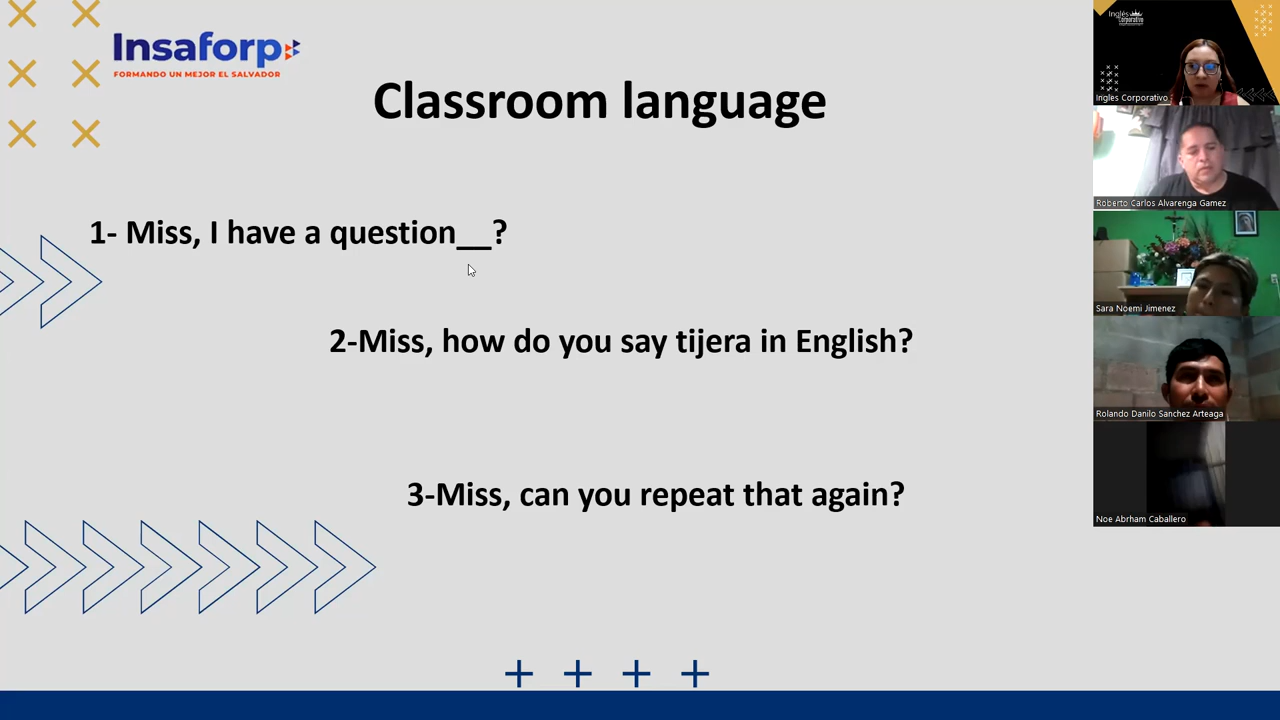 Insaforp
FORMANDO UN MEJOR EL SALVADOR
Classroom language
1- Miss, I have a question__?
2-Miss, how do you say tijera in English?
3-Miss, can you repeat that again?
Inglés
Corporativo
Ingles Corporativo
Roberto Carlos Alvarenga Gamez
Sara Noemi Jimenez
Rolando Danilo Sanchez Arteaga
Noe Abrham Caballero